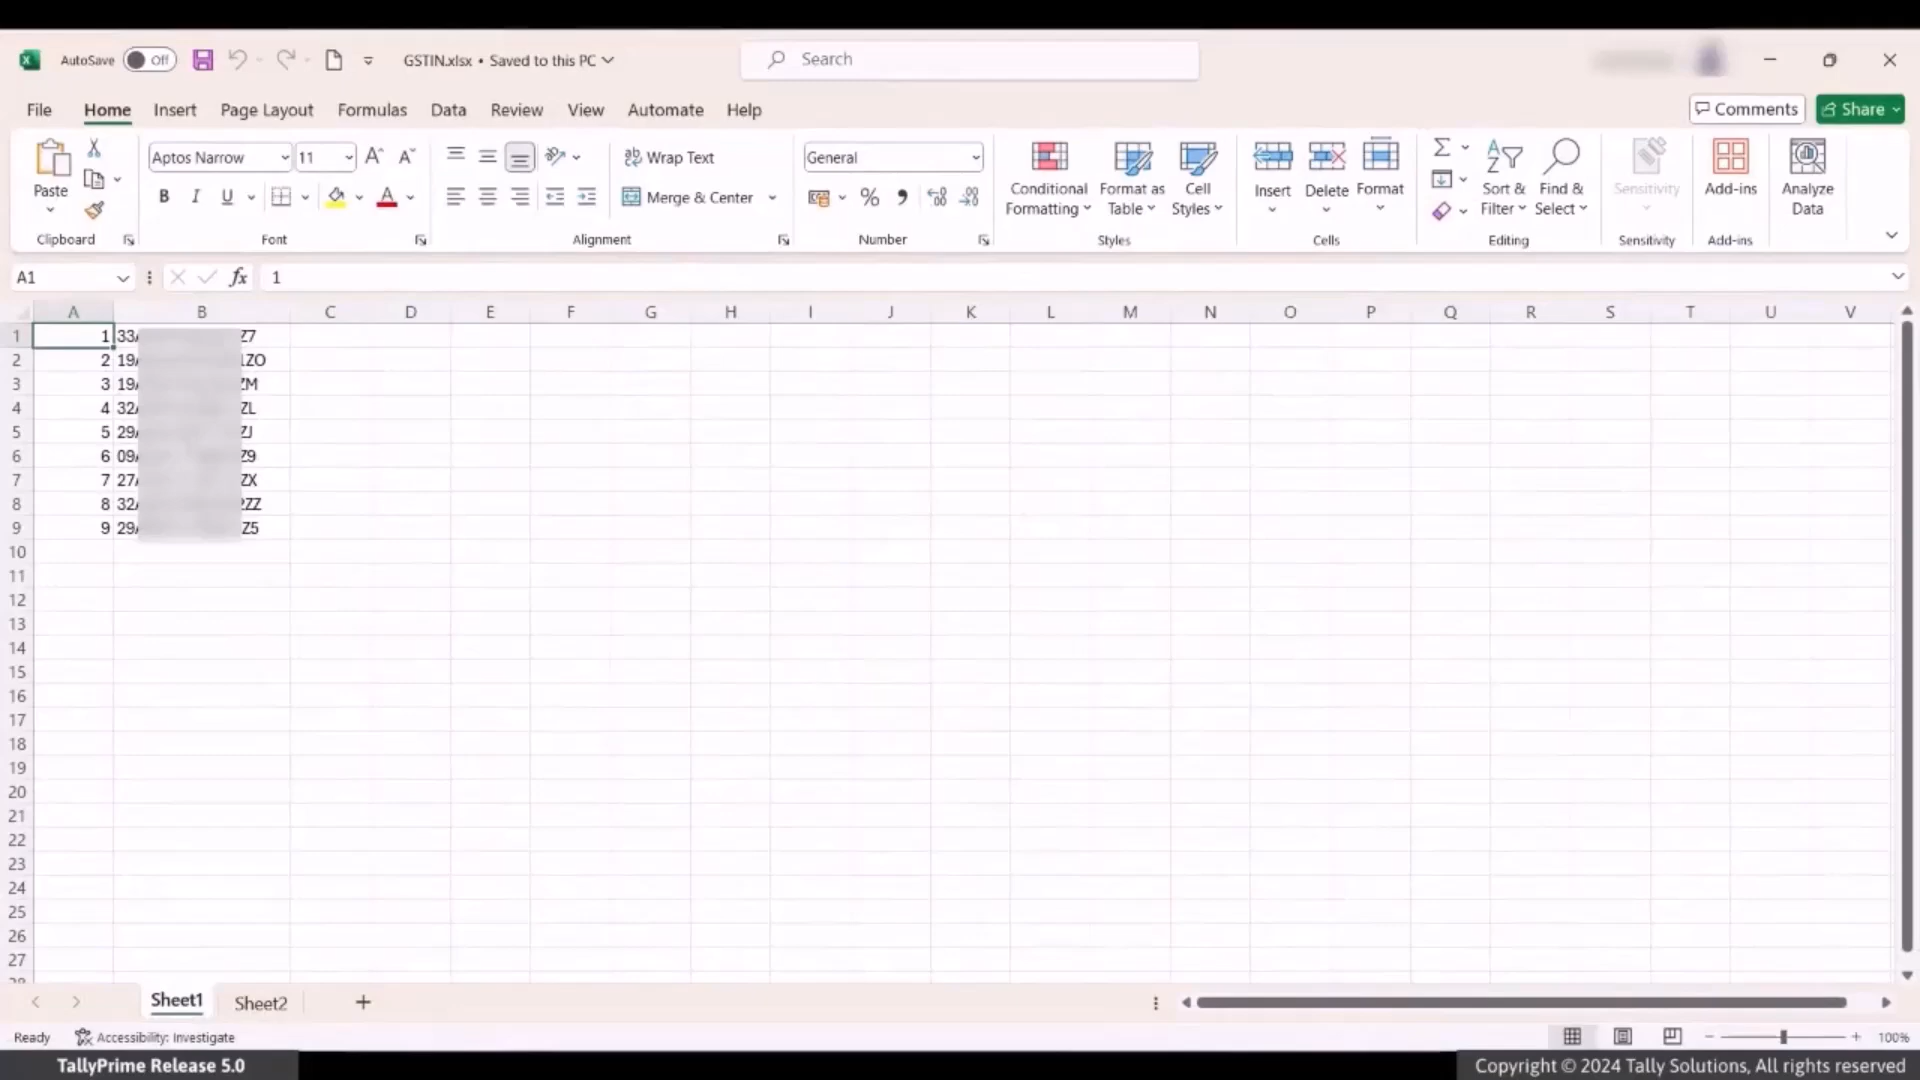 AutoSave Off GSTIN.xlsx • Saved to this PC Search
File Home Insert Page Layout Formulas Data Review View Automate Help Comments Share
Paste Aptos Narrow 11 Wrap Text General Conditional Formatting Format as Table Cell Styles Insert Delete Format Sort & Filter Find & Select Sensitivity Add-ins Analyze Data
B I U Merge & Center
Clipboard Font Alignment Number Styles Cells Editing Sensitivity Add-ins
A1 fx 1
A B C D E F G H I J K L M N O P Q R S T U V
1 1 33 Z7
2 2 19 1ZO
3 3 19 ZM
4 4 32 ZL
5 5 29 ZJ
6 6 09 Z9
7 7 27 ZX
8 8 32 ZZ
9 9 29 Z5
10
11
12
13
14
15
16
17
18
19
20
21
22
23
24
25
26
27
Sheet1 Sheet2
Ready Accessibility: Investigate 100%
TallyPrime Release 5.0 Copyright © 2024 Tally Solutions, All rights reserved